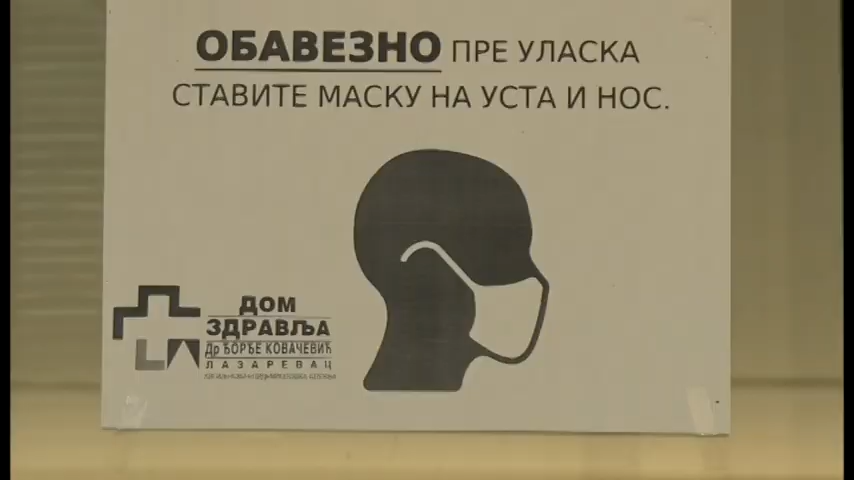 ОБАВЕЗНО ПРЕ УЛАСКА
СТАВИТЕ МАСКУ НА УСТА И НОС.
ДОМ
ЗДРАВЉА
Др ЂОРЂЕ КОВАЧЕВИЋ
ЛАЗАРЕВАЦ